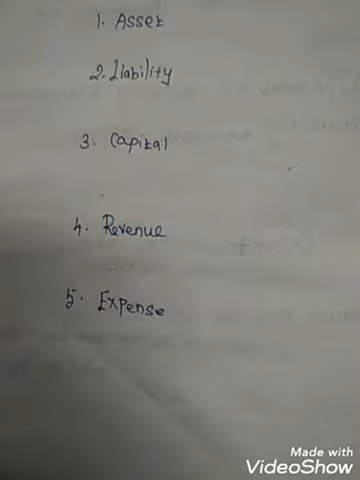 1. Asset
2. Liability
3. Capital
4. Revenue
5. Expense
Made with
VideoShow